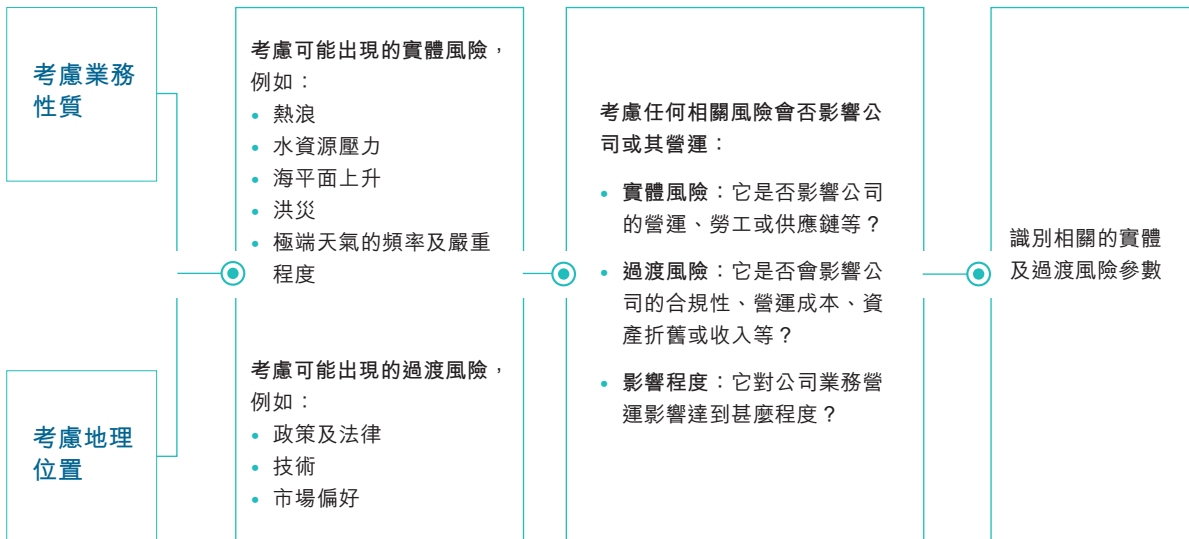 考慮業務
性質
考慮地理
位置
考慮可能出現的實體風險，
例如：
• 熱浪
• 水資源壓力
• 海平面上升
• 洪災
• 極端天氣的頻率及嚴重
程度
考慮可能出現的過渡風險，
例如：
• 政策及法律
• 技術
• 市場偏好
考慮任何相關風險會否影響公
司或其營運：
• 實體風險：它是否影響公司
的營運、勞工或供應鏈等？
• 過渡風險：它是否會影響公
司的合規性、營運成本、資
產折舊或收入等？
• 影響程度：它對公司業務營
運影響達到甚麼程度？
識別相關的實體
及過渡風險參數